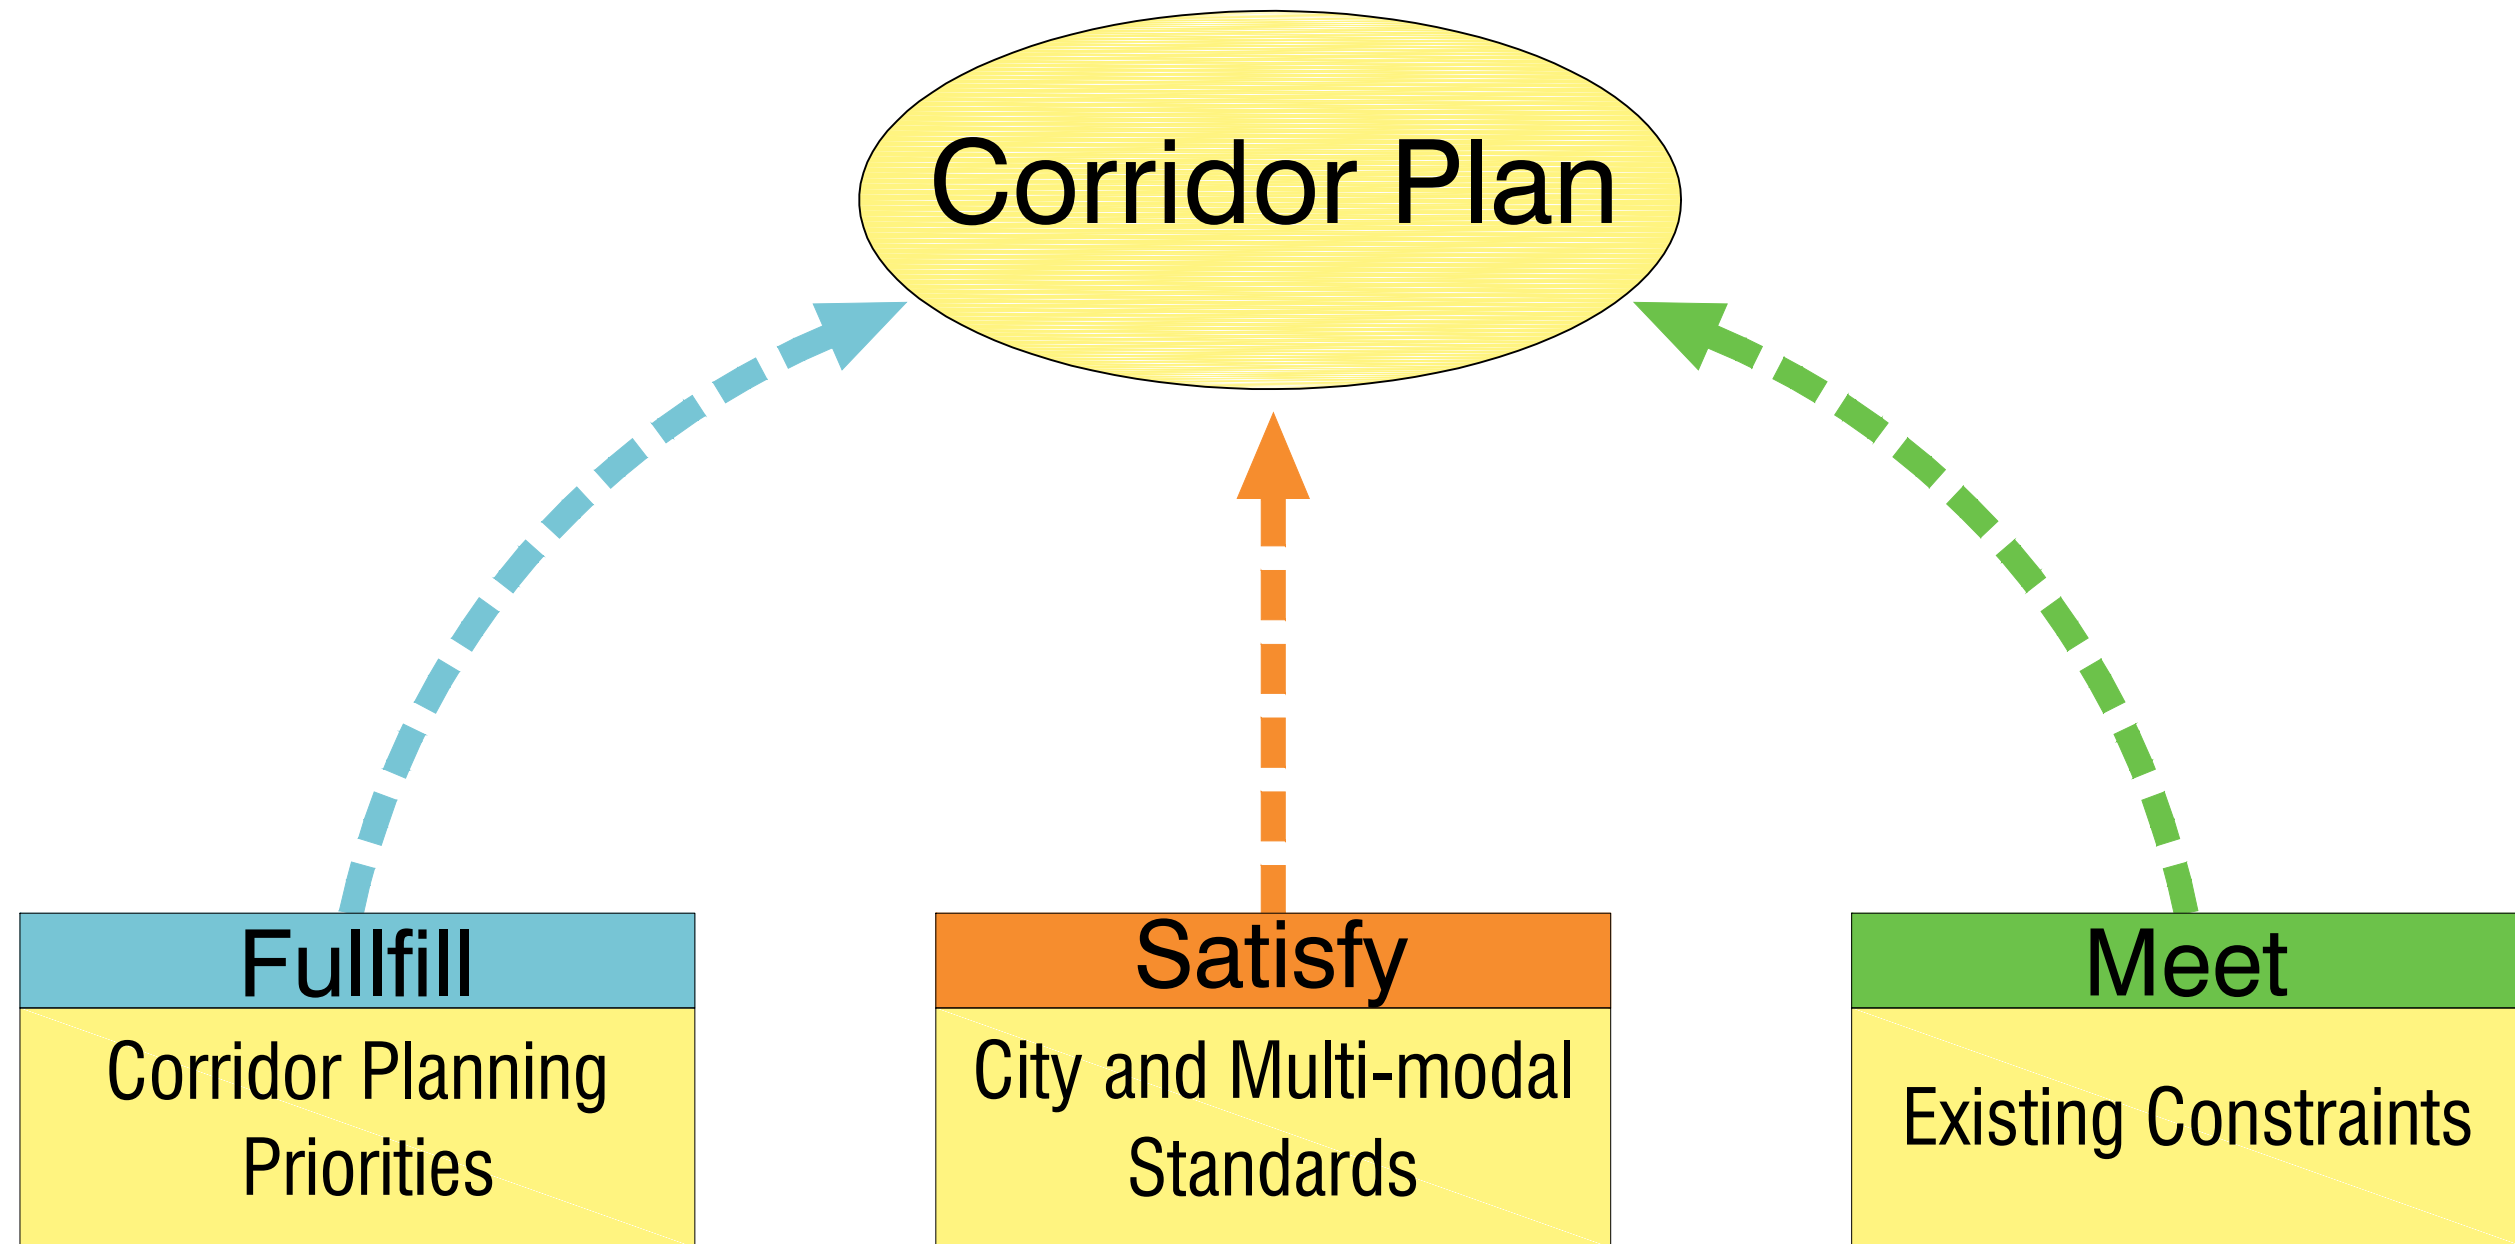 Corridor Plan
Fullfill
Corridor Planning
Priorities
Satisfy
City and Multi-modal
Standards
Meet
Existing Constraints